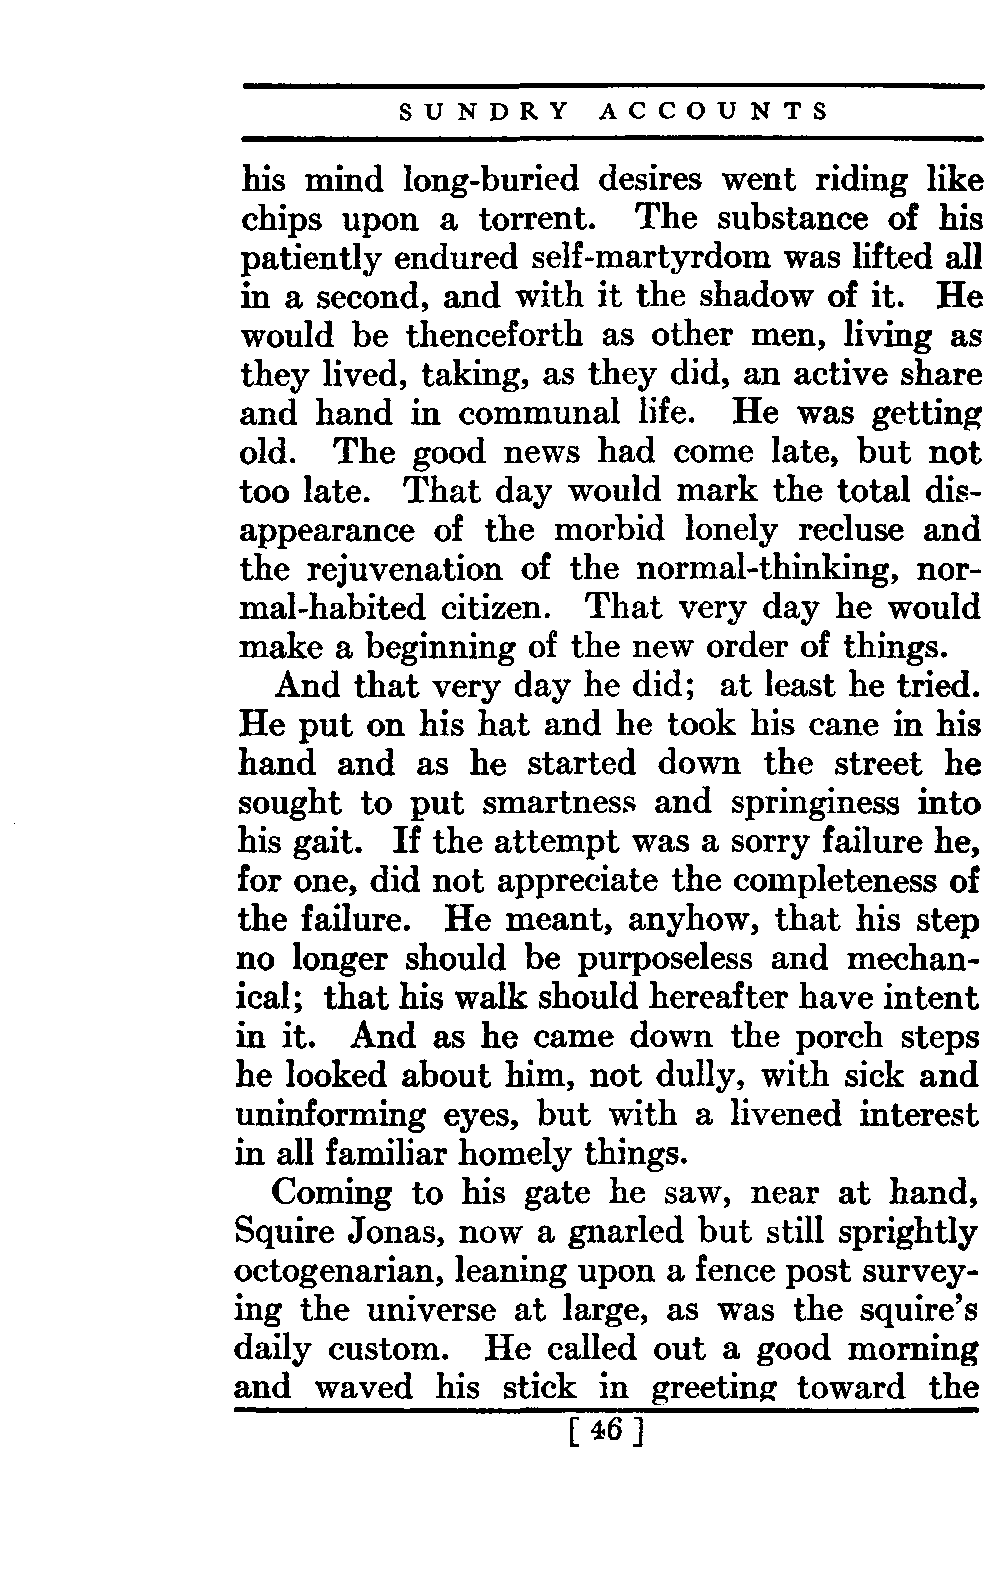 SUNDRY ACCOUNTS
his mind long-buried desires went riding like
chips upon a torrent. The substance of his
patiently endured self-martyrdom was lifted all
in a second, and with it the shadow of it. He
would be thenceforth as other men, living as
they lived, taking, as they did, an active share
and hand in communal life. He was getting
old. The good news had come late, but not
too late. That day would mark the total dis-
appearance of the morbid lonely recluse and
the rejuvenation of the normal-thinking, nor-
mal-habited citizen. That very day he would
make a beginning of the new order of things.
And that very day he did; at least he tried.
He put on his hat and he took his cane in his
hand and as he started down the street he
sought to put smartness and springiness into
his gait. If the attempt was a sorry failure he,
for one, did not appreciate the completeness of
the failure. He meant, anyhow, that his step
no longer should be purposeless and mechan-
ical; that his walk should hereafter have intent
in it. And as he came down the porch steps
he looked about him, not dully, with sick and
uninforming eyes, but with a livened interest
in all familiar homely things.
Coming to his gate he saw, near at hand,
Squire Jonas, now a gnarled but still sprightly
octogenarian, leaning upon a fence post survey-
ing the universe at large, as was the squire's
daily custom. He called out a good morning
and waved his stick in greeting toward the
[ 46 ]